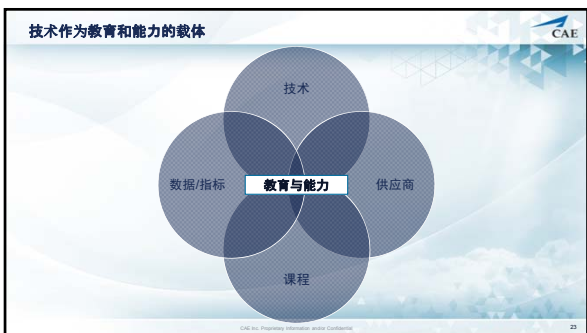 技术作为教育和能力的载体
CAE
技术
数据/指标
教育与能力
供应商
课程
CAE Inc. Proprietary Information and/or Confidential
23